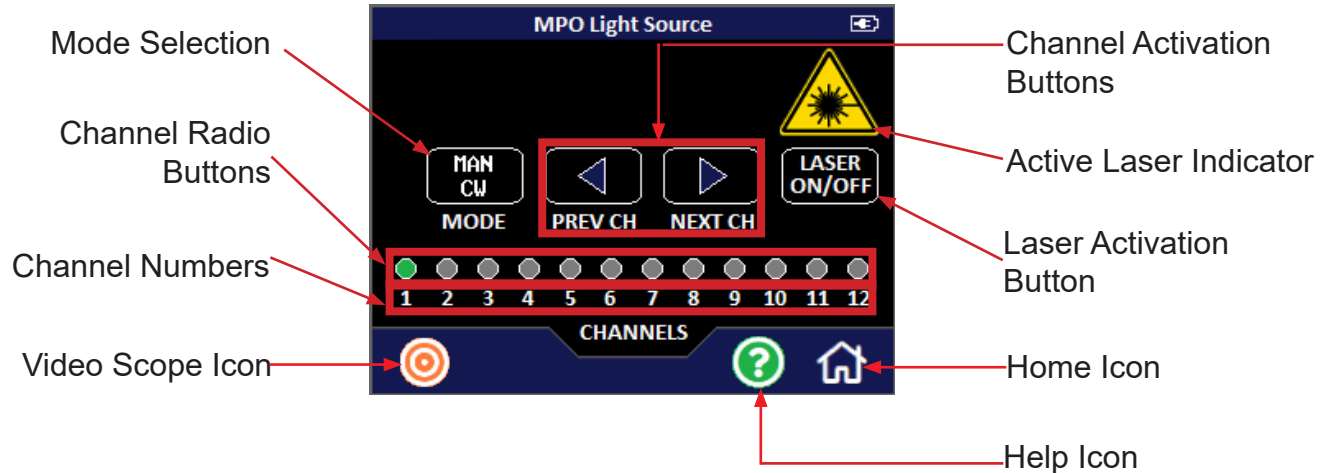 MPO Light Source
Mode Selection
Channel Activation
Buttons
Channel Radio
Buttons
MAN
CW
MODE
PREV CH
NEXT CH
LASER
ON/OFF
Active Laser Indicator
Laser Activation
Button
Channel Numbers
1 2 3 4 5 6 7 8 9 10 11 12
CHANNELS
Video Scope Icon
?
Home Icon
Help Icon